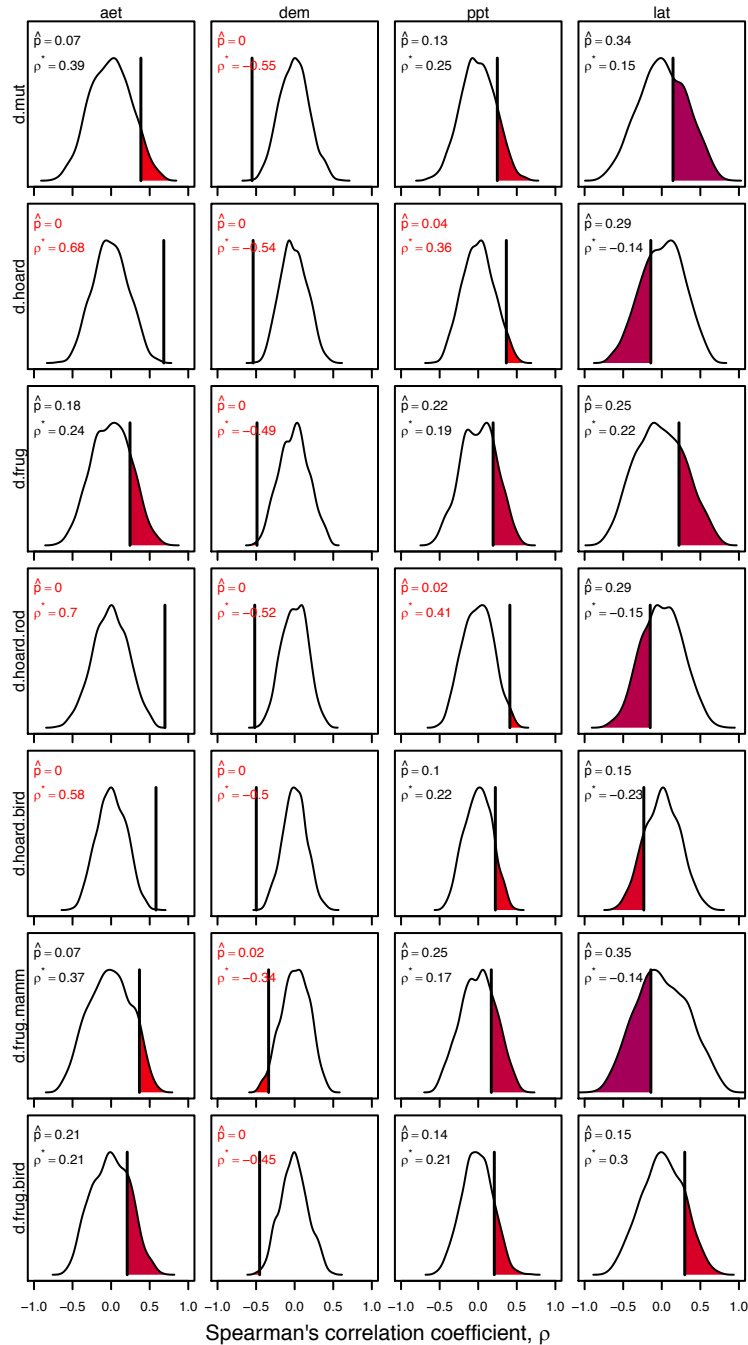 aet dem ppt lat
d.mut
p̂ = 0.07 p̂ = 0 p̂ = 0.13 p̂ = 0.34
ρ* = 0.39 ρ* = −0.55 ρ* = 0.25 ρ* = 0.15
d.hoard
p̂ = 0 p̂ = 0 p̂ = 0.04 p̂ = 0.29
ρ* = 0.68 ρ* = −0.54 ρ* = 0.36 ρ* = −0.14
d.frug
p̂ = 0.18 p̂ = 0 p̂ = 0.22 p̂ = 0.25
ρ* = 0.24 ρ* = −0.49 ρ* = 0.19 ρ* = 0.22
d.hoard.rod
p̂ = 0 p̂ = 0 p̂ = 0.02 p̂ = 0.29
ρ* = 0.7 ρ* = −0.52 ρ* = 0.41 ρ* = −0.15
d.hoard.bird
p̂ = 0 p̂ = 0 p̂ = 0.1 p̂ = 0.15
ρ* = 0.58 ρ* = −0.5 ρ* = 0.22 ρ* = −0.23
d.frug.mamm
p̂ = 0.07 p̂ = 0.02 p̂ = 0.25 p̂ = 0.35
ρ* = 0.37 ρ* = −0.34 ρ* = 0.17 ρ* = −0.14
d.frug.bird
p̂ = 0.21 p̂ = 0 p̂ = 0.14 p̂ = 0.15
ρ* = 0.21 ρ* = −0.45 ρ* = 0.21 ρ* = 0.3
−1.0 0.0 0.5 1.0 −1.0 0.0 0.5 1.0 −1.0 0.0 0.5 1.0 −1.0 0.0 0.5 1.0
Spearman's correlation coefficient, ρ